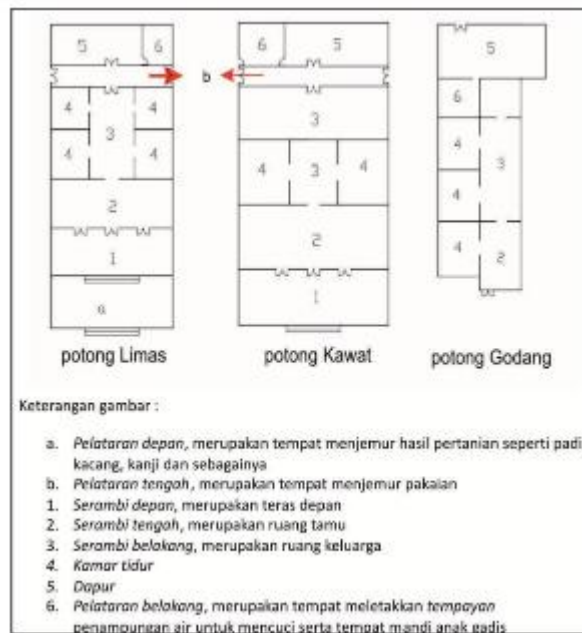 5 6 6 5 5
b
4 4 6
3 3
4 4 4 3 4 4 3
4
2 2
4 2
1 1
a
potong Limas potong Kawat potong Godang
Keterangan gambar :
a. Pelataran depan, merupakan tempat menjemur hasil pertanian seperti padi
kacang, kanji dan sebagainya
b. Pelataran tengah, merupakan tempat menjemur pakaian
1. Serambi depan, merupakan teras depan
2. Serambi tengah, merupakan ruang tamu
3. Serambi belakang, merupakan ruang keluarga
4. Kamar tidur
5. Dapur
6. Pelataran belakang, merupakan tempat meletakkan tempayan
penampungan air untuk mencuci serta tempat mandi anak gadis